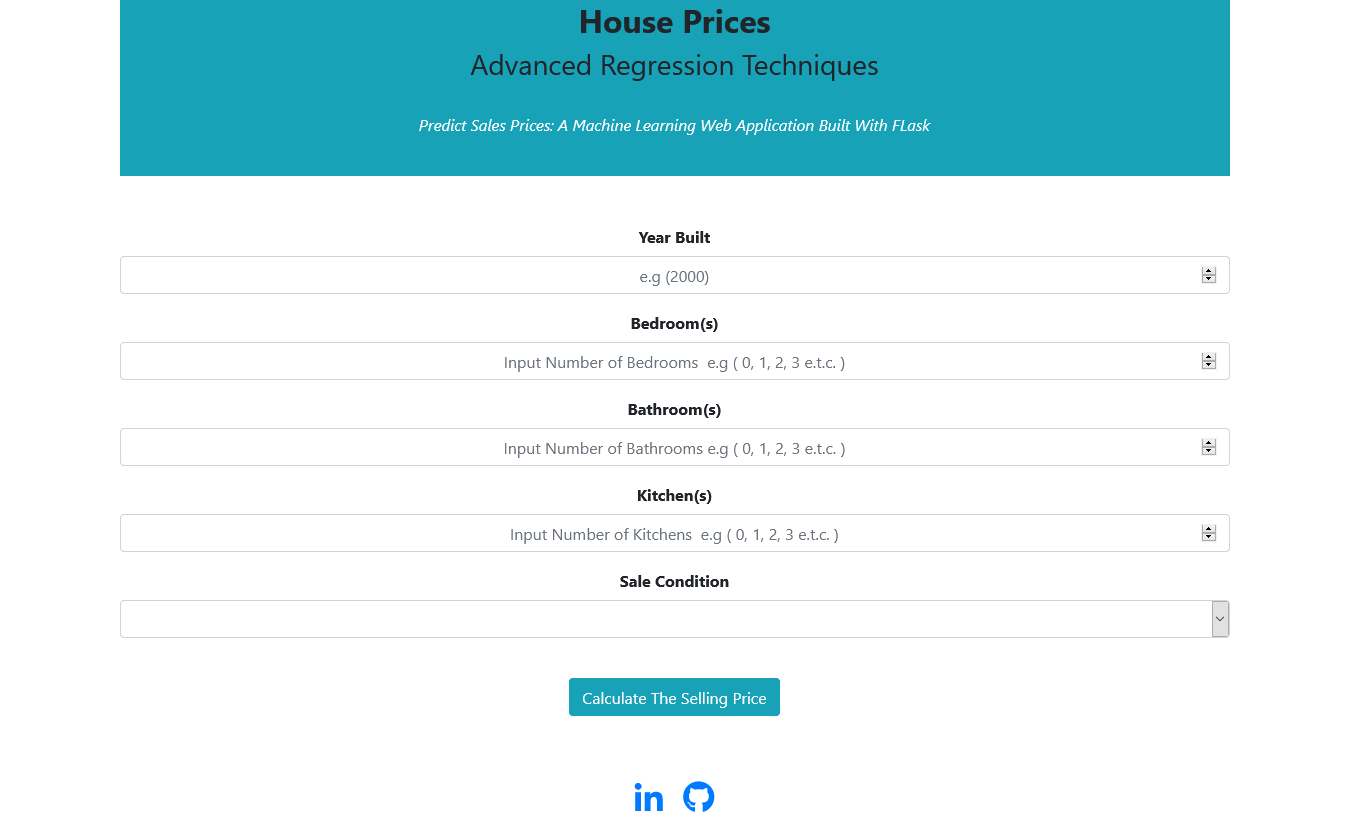 House Prices
Advanced Regression Techniques
Predict Sales Prices: A Machine Learning Web Application Built With FLask
Year Built
e.g (2000)
Bedroom(s)
Input Number of Bedrooms  e.g ( 0, 1, 2, 3 e.t.c. )
Bathroom(s)
Input Number of Bathrooms e.g ( 0, 1, 2, 3 e.t.c. )
Kitchen(s)
Input Number of Kitchens  e.g ( 0, 1, 2, 3 e.t.c. )
Sale Condition
Calculate The Selling Price
in